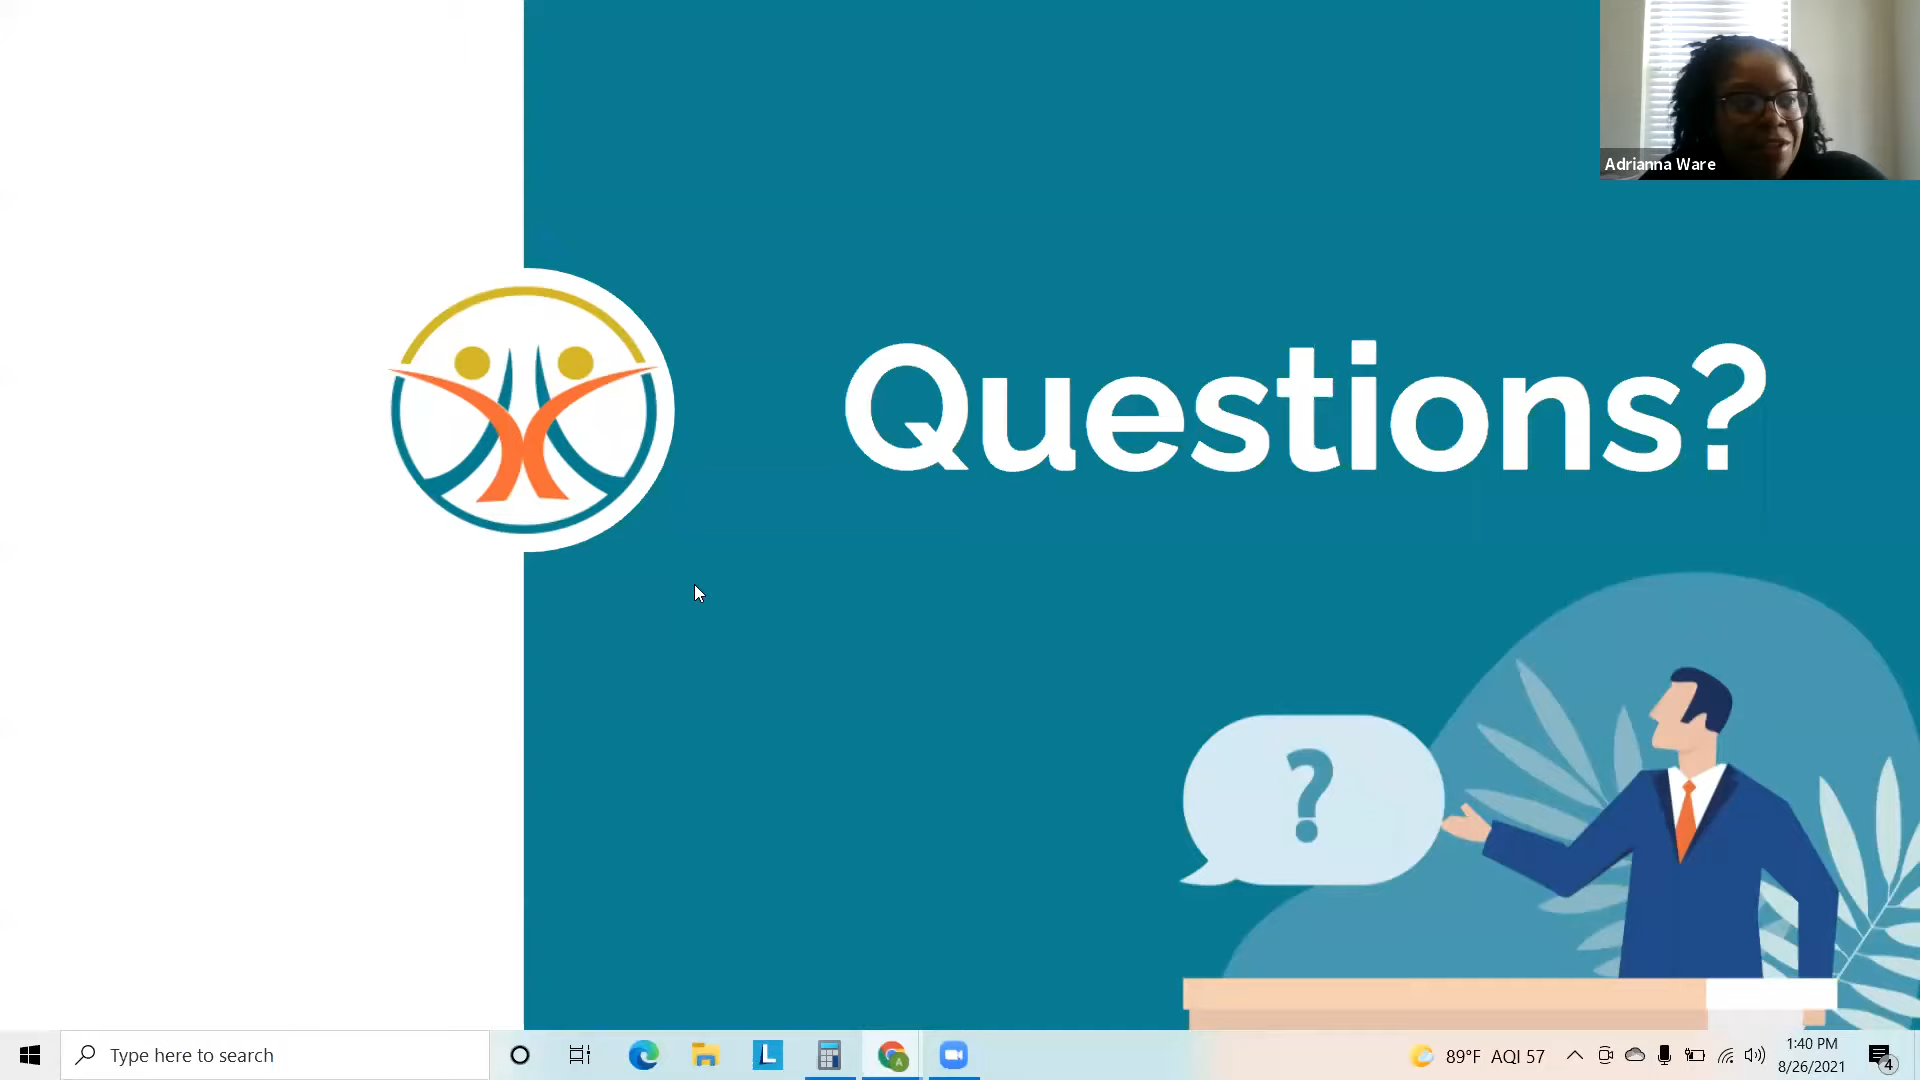 Adrianna Ware
Questions?
?
Type here to search
L
A
89°F AQI 57
1:40 PM
8/26/2021
4